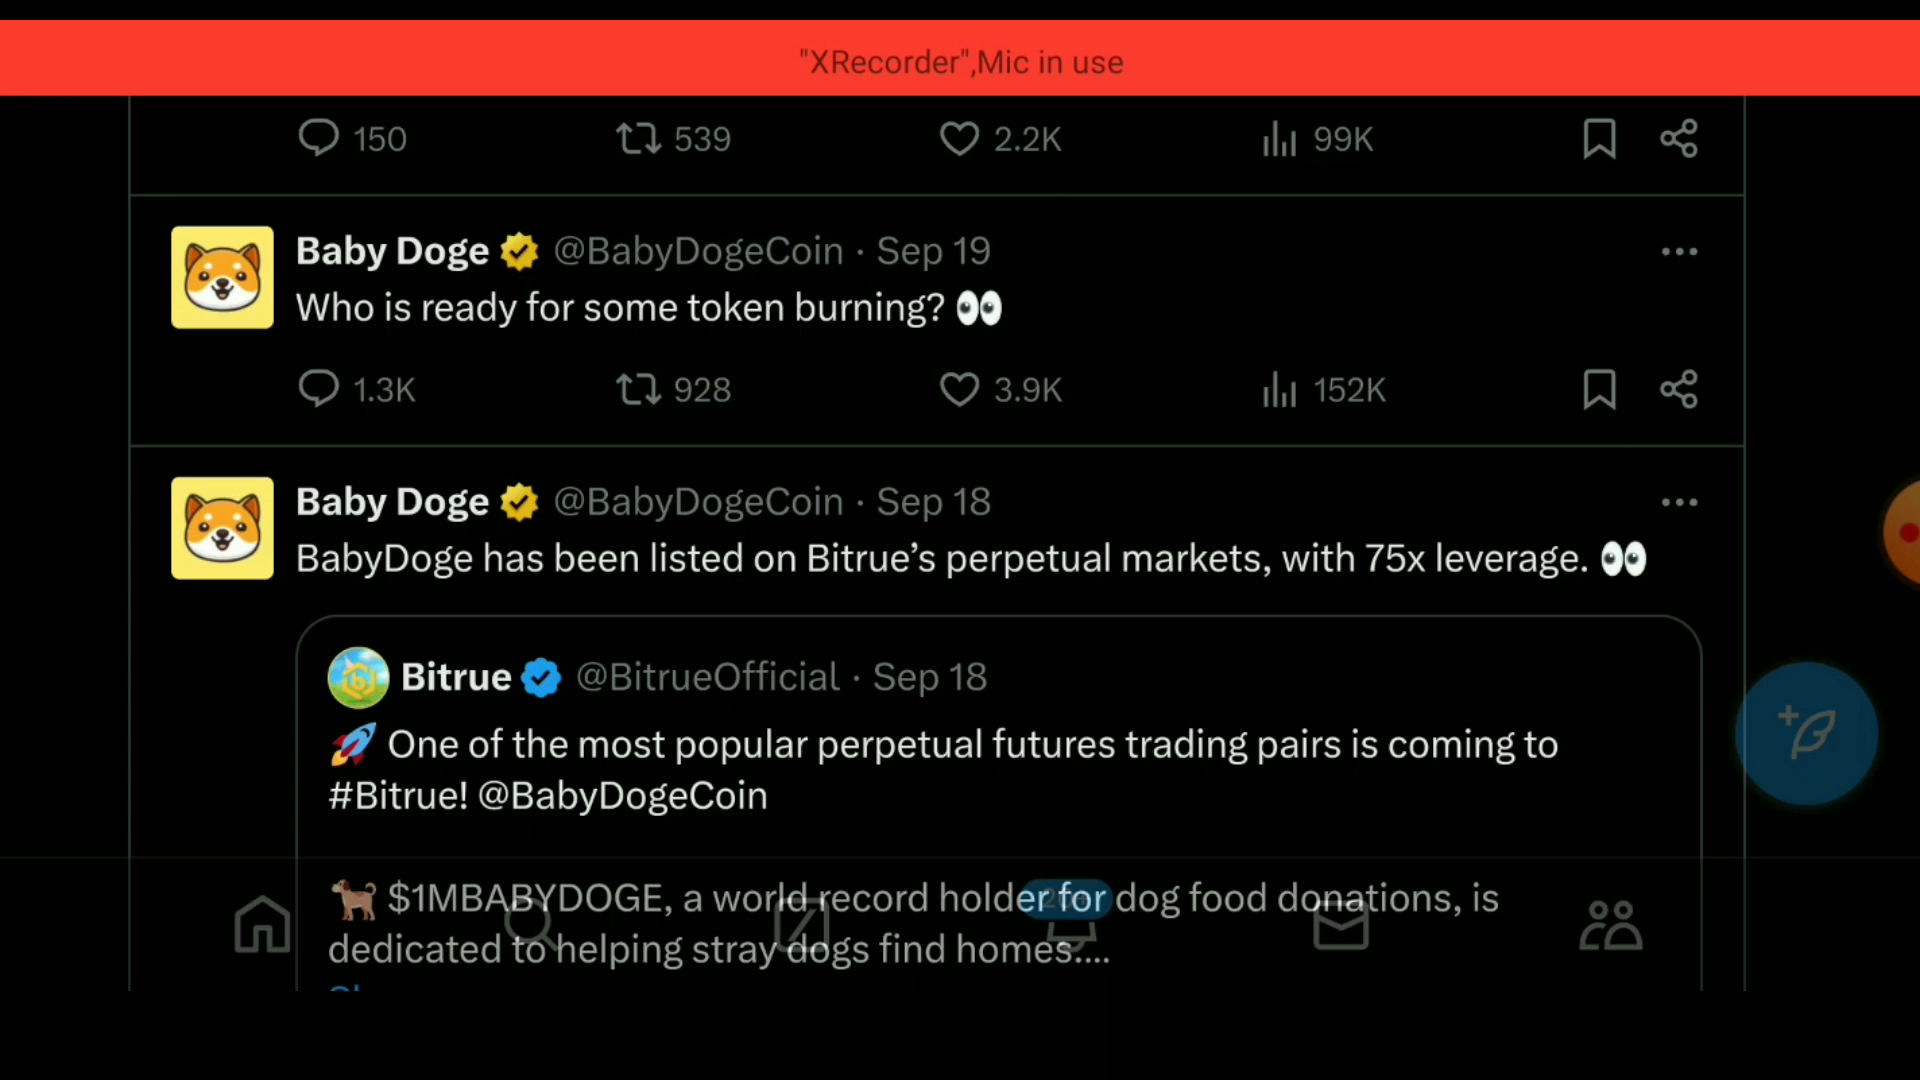 "XRecorder",Mic in use
150 539 2.2K 99K
Baby Doge @BabyDogeCoin · Sep 19
Who is ready for some token burning? 👀
1.3K 928 3.9K 152K
Baby Doge @BabyDogeCoin · Sep 18
BabyDoge has been listed on Bitrue’s perpetual markets, with 75x leverage. 👀
Bitrue @BitrueOfficial · Sep 18
🚀 One of the most popular perpetual futures trading pairs is coming to
#Bitrue! @BabyDogeCoin
🐕 $1MBABYDOGE, a world record holder for dog food donations, is
dedicated to helping stray dogs find homes....